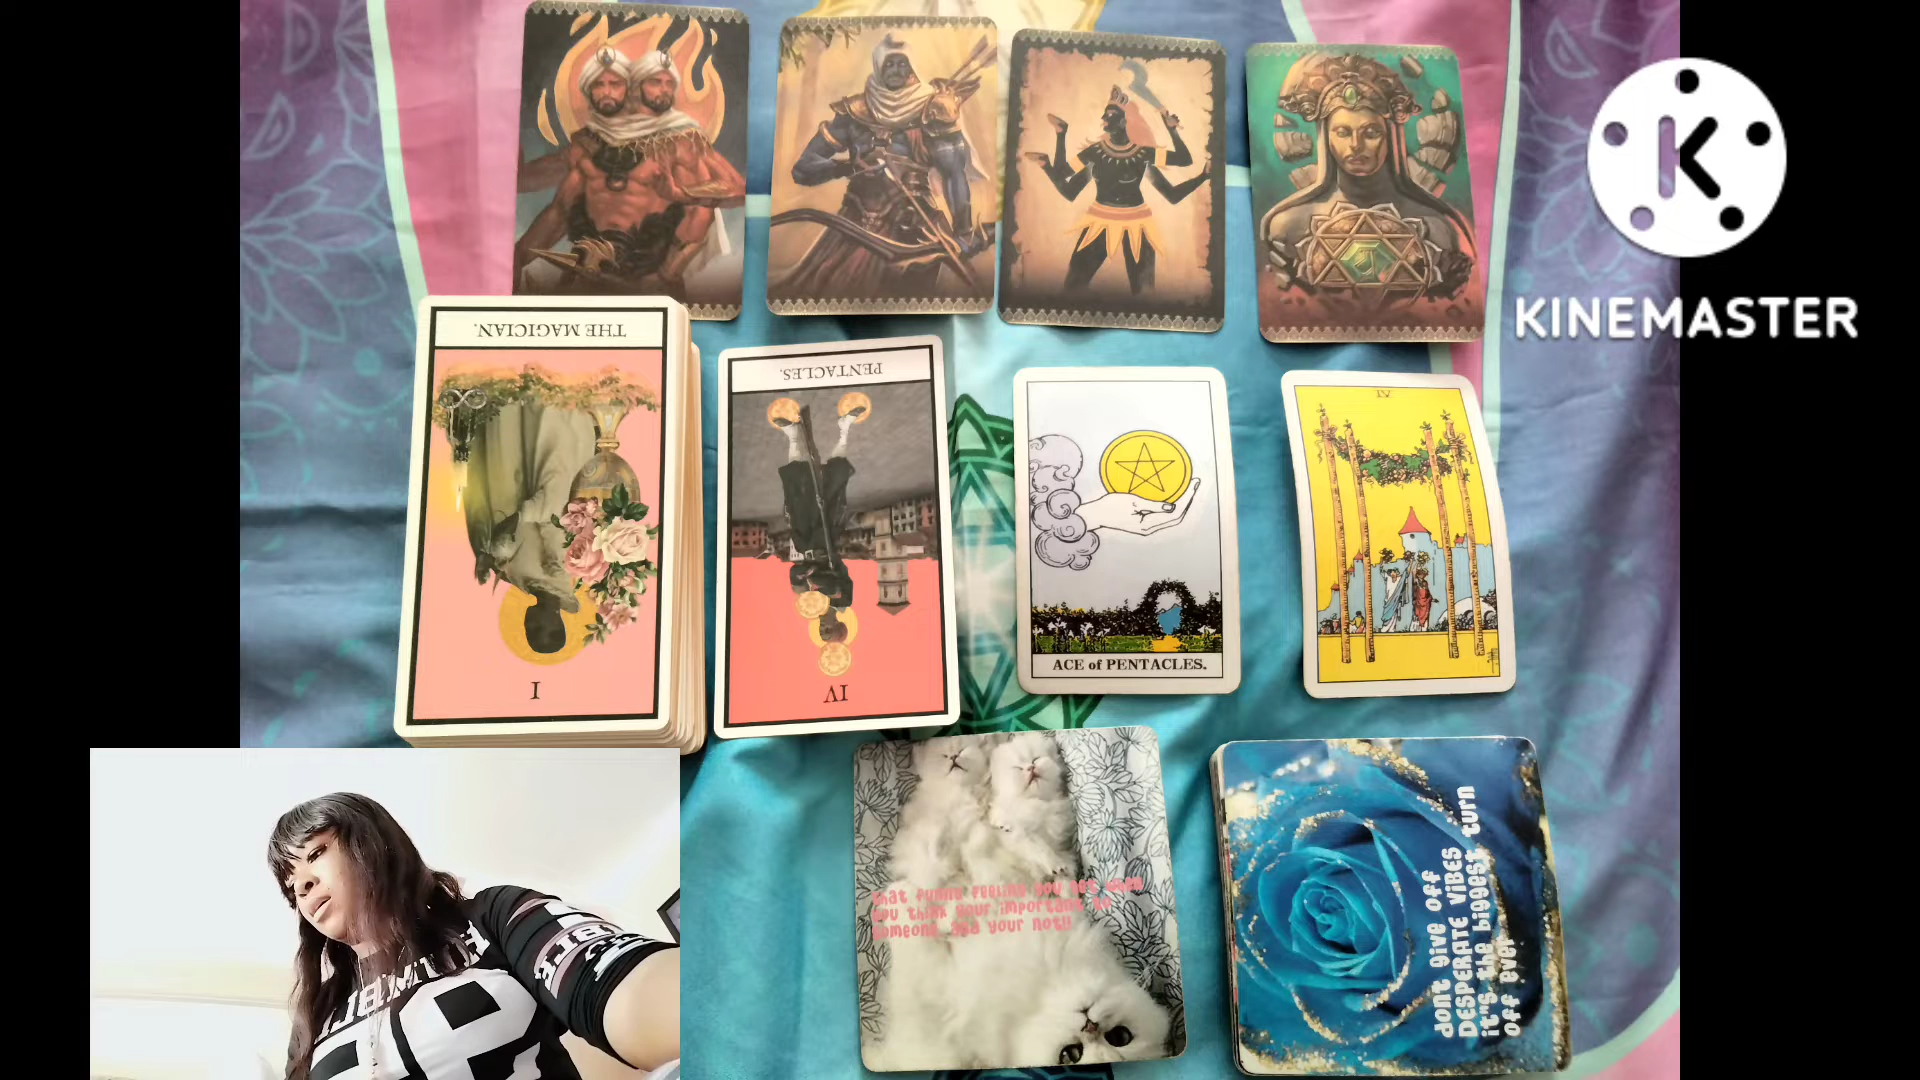 KINEMASTER
THE MAGICIAN.
I
PENTACLES.
IV
ACE of PENTACLES.
IV
that funny feeling you get when
you think your important to
someone and your not!!
dont give off
DESPERATE ViBES
it's the biggest turn
off ever